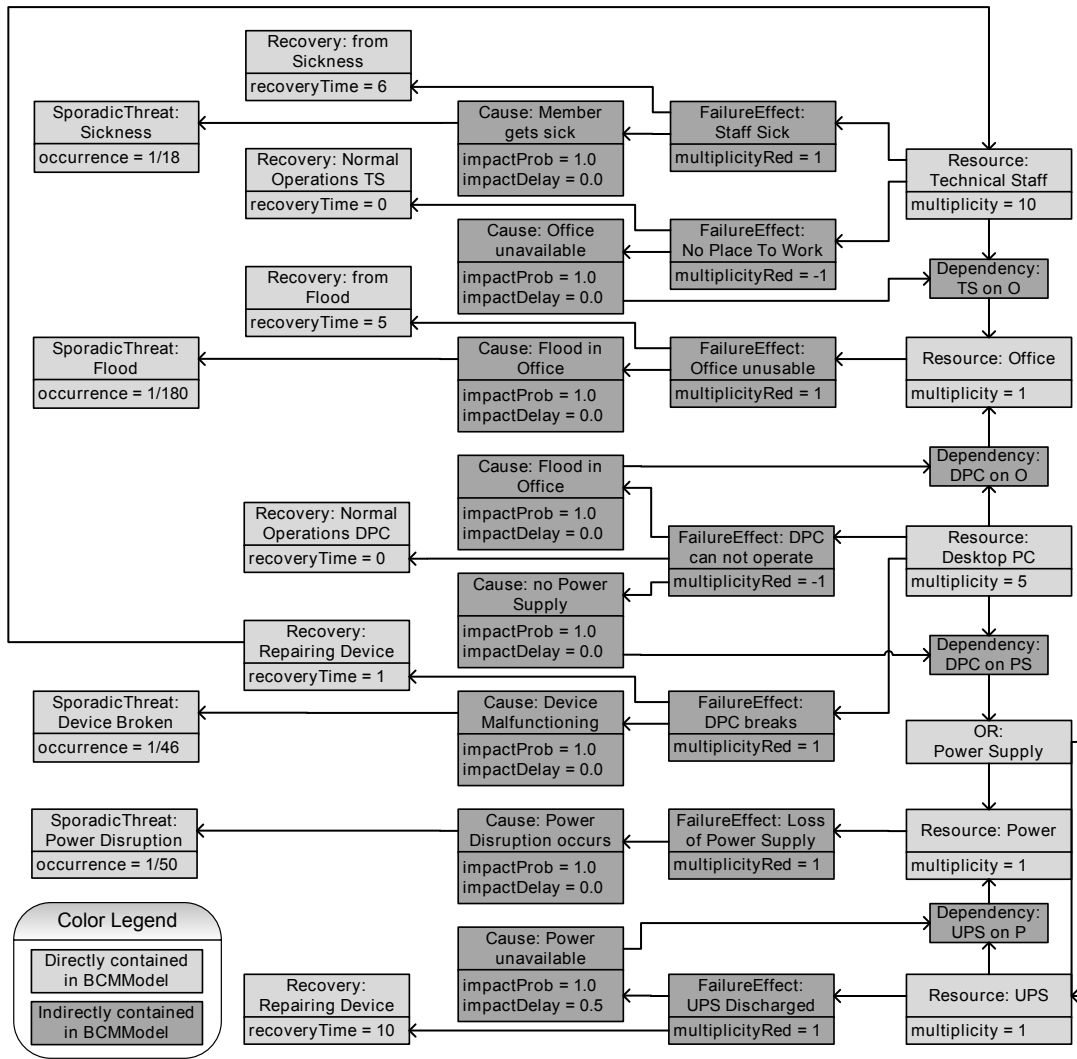 Recovery: from
Sickness
recoveryTime = 6
SporadicThreat:
Sickness
occurrence = 1/18
Cause: Member
gets sick
impactProb = 1.0
impactDelay = 0.0
FailureEffect:
Staff Sick
multiplicityRed = 1
Resource:
Technical Staff
multiplicity = 10
Recovery: Normal
Operations TS
recoveryTime = 0
Cause: Office
unavailable
impactProb = 1.0
impactDelay = 0.0
FailureEffect:
No Place To Work
multiplicityRed = -1
Dependency:
TS on O
Recovery: from
Flood
recoveryTime = 5
SporadicThreat:
Flood
occurrence = 1/180
Cause: Flood in
Office
impactProb = 1.0
impactDelay = 0.0
FailureEffect:
Office unusable
multiplicityRed = 1
Resource: Office
multiplicity = 1
Cause: Flood in
Office
impactProb = 1.0
impactDelay = 0.0
Dependency:
DPC on O
Recovery: Normal
Operations DPC
recoveryTime = 0
FailureEffect: DPC
can not operate
multiplicityRed = -1
Resource:
Desktop PC
multiplicity = 5
Cause: no Power
Supply
impactProb = 1.0
impactDelay = 0.0
Dependency:
DPC on PS
Recovery:
Repairing Device
recoveryTime = 1
SporadicThreat:
Device Broken
occurrence = 1/46
Cause: Device
Malfunctioning
impactProb = 1.0
impactDelay = 0.0
FailureEffect:
DPC breaks
multiplicityRed = 1
OR:
Power Supply
SporadicThreat:
Power Disruption
occurrence = 1/50
Cause: Power
Disruption occurs
impactProb = 1.0
impactDelay = 0.0
FailureEffect: Loss
of Power Supply
multiplicityRed = 1
Resource: Power
multiplicity = 1
Dependency:
UPS on P
Cause: Power
unavailable
impactProb = 1.0
impactDelay = 0.5
Recovery:
Repairing Device
recoveryTime = 10
FailureEffect:
UPS Discharged
multiplicityRed = 1
Resource: UPS
multiplicity = 1
Color Legend
Directly contained
in BCMModel
Indirectly contained
in BCMModel